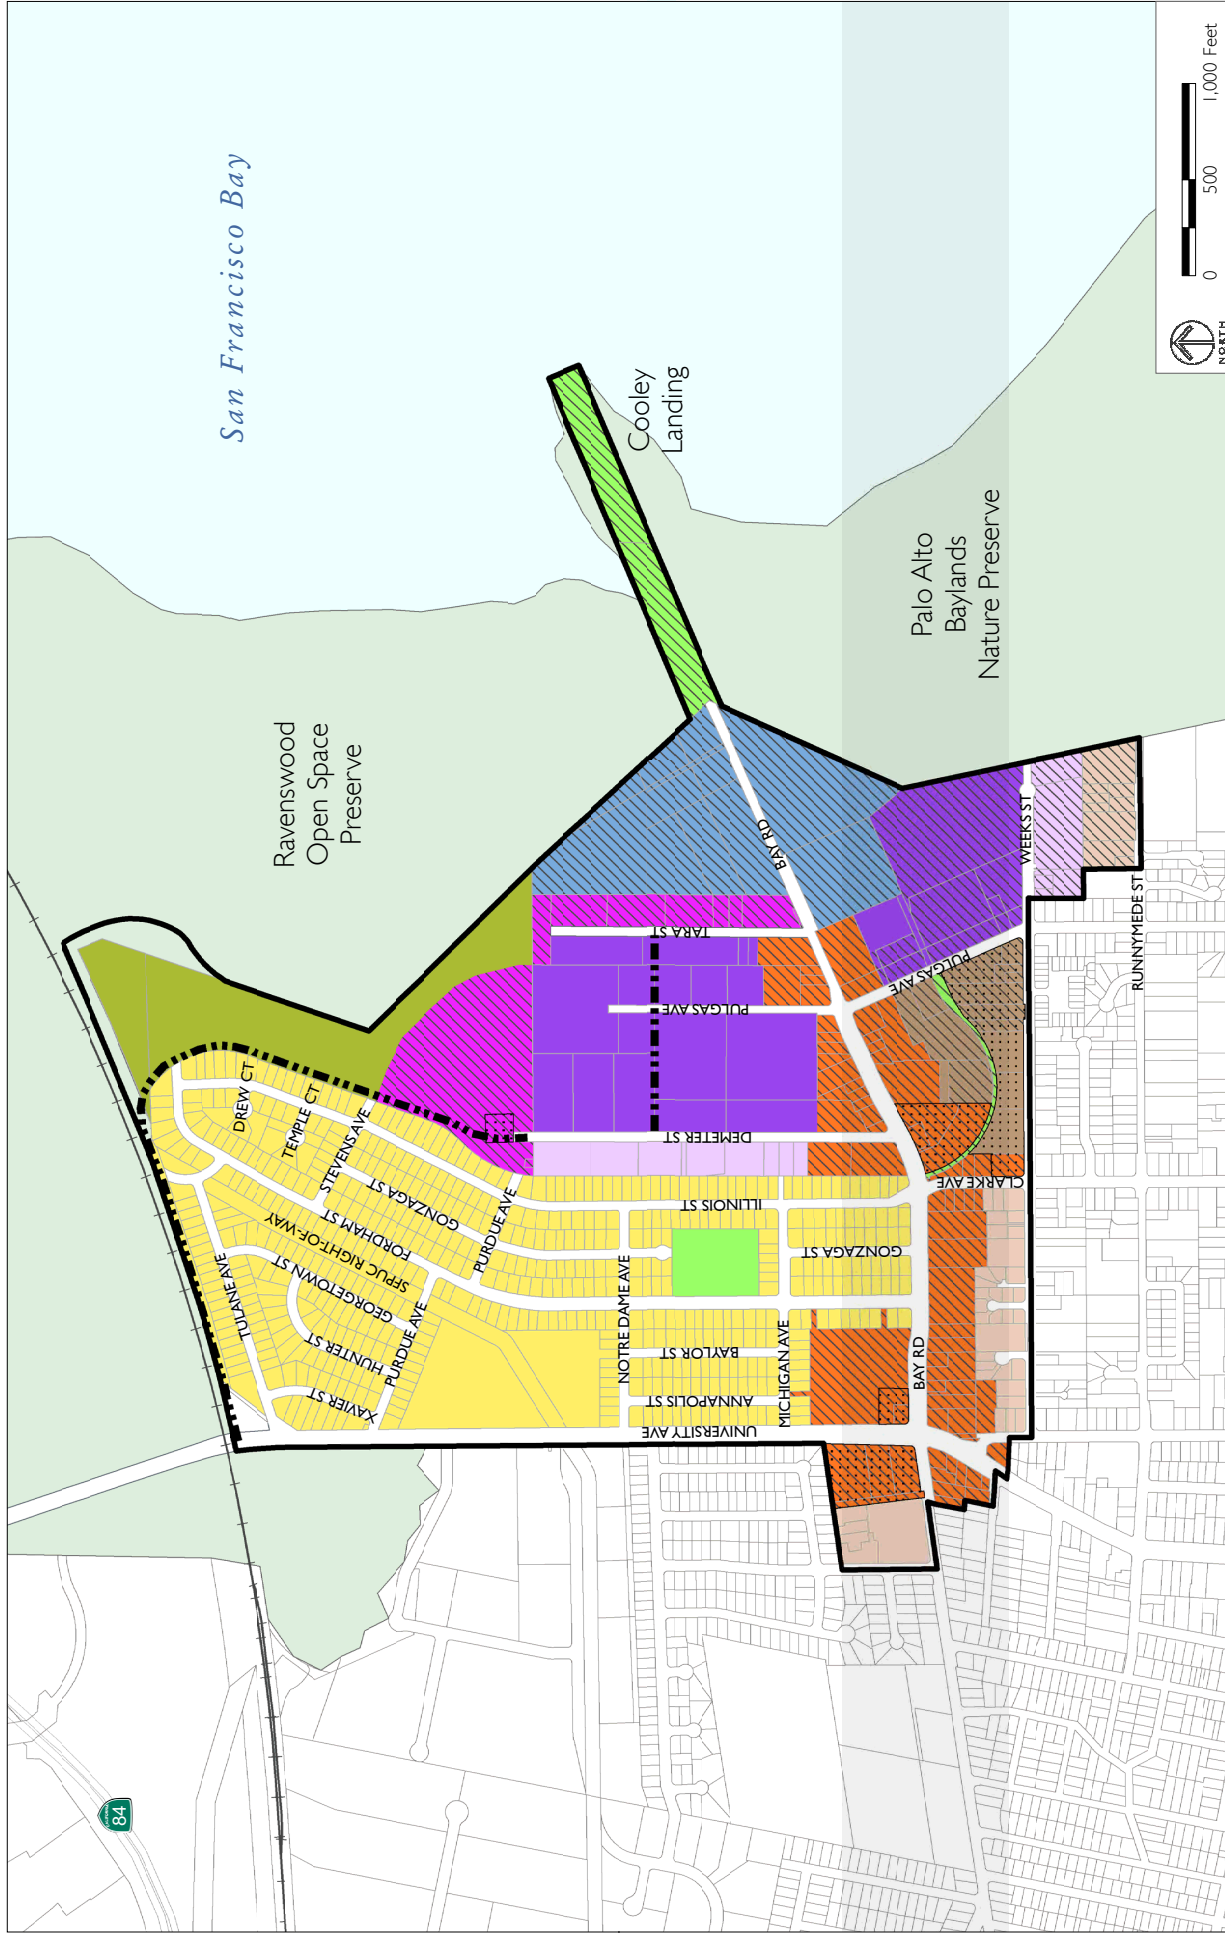 San Francisco Bay
Ravenswood
Open Space
Preserve
Cooley
Landing
Palo Alto
Baylands
Nature Preserve
CALIFORNIA
84
DREW CT
TEMPLE CT
STEVENS AVE
GONZAGA ST
FORDHAM ST
SFPUC RIGHT-OF-WAY
GEORGETOWN ST
HUNTER ST
XAVIER ST
TULANE AVE
PURDUE AVE
PURDUE AVE
NOTRE DAME AVE
MICHIGAN AVE
BAYLOR ST
ANNAPOLIS ST
UNIVERSITY AVE
ILLINOIS ST
GONZAGA ST
DEMETER ST
PULGAS AVE
TARA ST
BAY RD
BAY RD
PULGAS AVE
CLARKE AVE
WEEKS ST
RUNNYMEDE ST
NORTH
0
500
1,000 Feet